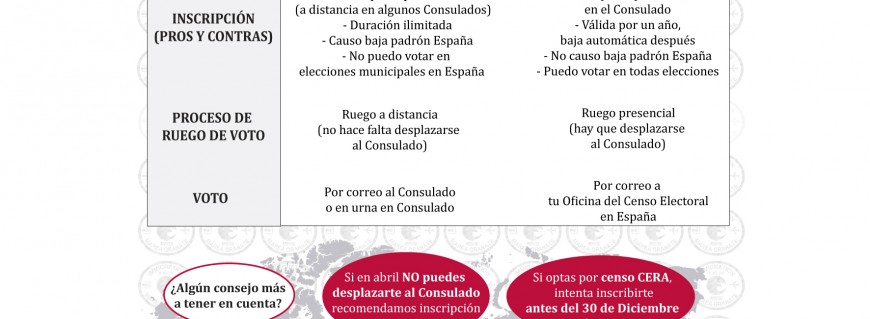 INSCRIPCIÓN
(PROS Y CONTRAS)
(a distancia en algunos Consulados)
- Duración ilimitada
- Causo baja padrón España
- No puedo votar en
elecciones municipales en España
en el Consulado
- Válida por un año,
baja automática después
- No causo baja padrón España
- Puedo votar en todas elecciones
PROCESO DE
RUEGO DE VOTO
Ruego a distancia
(no hace falta desplazarse
al Consulado)
Ruego presencial
(hay que desplazarse
al Consulado)
VOTO
Por correo al Consulado
o en urna en Consulado
Por correo a
tu Oficina del Censo Electoral
en España
¿Algún consejo más
a tener en cuenta?
Si en abril NO puedes
desplazarte al Consulado
recomendamos inscripción
Si optas por censo CERA,
intenta inscribirte
antes del 30 de Diciembre